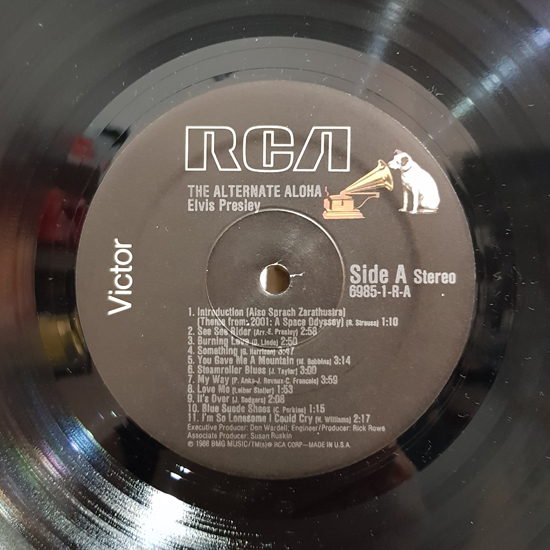 RCA
THE ALTERNATE ALOHA
Elvis Presley
Victor
Side A Stereo
6985-1-R-A
1. Introduction (Also Sprach Zarathustra)
(Theme from: 2001: A Space Odyssey) (R. Strauss) 1:10
2. See See Rider (Arr.-E. Presley) 2:58
3. Burning Love (D. Linde) 2:50
4. Something (G. Harrison) 3:47
5. You Gave Me A Mountain (M. Robbins) 3:14
6. Steamroller Blues (J. Taylor) 3:09
7. My Way (P. Anka-J. Revaux-C. Francois) 3:59
8. Love Me (Leiber Stoller) 1:53
9. It's Over (J. Rodgers) 2:08
10. Blue Suede Shoes (C. Perkins) 1:15
11. I'm So Lonesome I Could Cry (H. Williams) 2:17
Executive Producer: Don Wardell; Engineer/Producer: Rick Rowe
Associate Producer: Susan Ruskin
℗ 1988 BMG MUSIC/TM(s)® RCA CORP—MADE IN U.S.A.